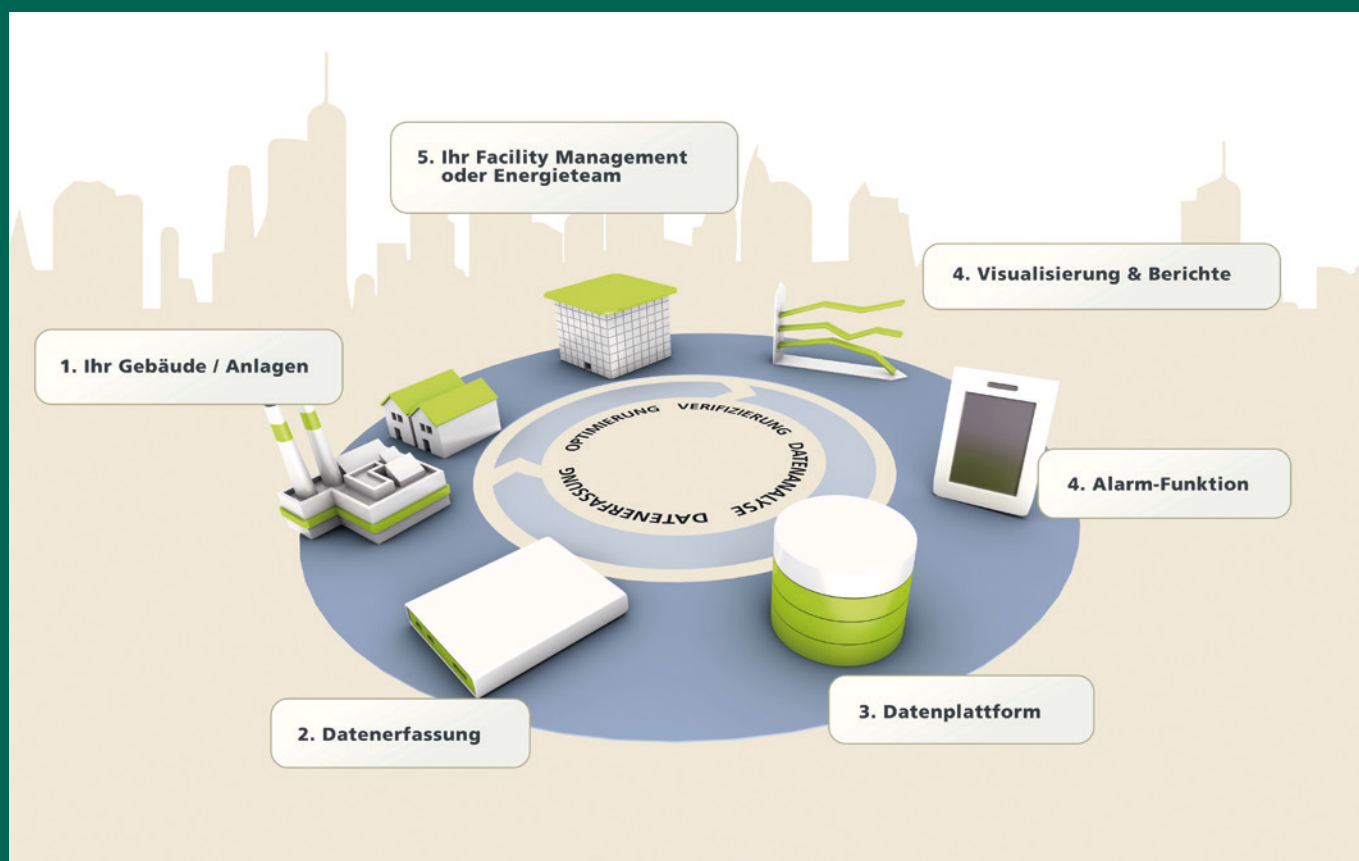 5. Ihr Facility Management
oder Energieteam
4. Visualisierung & Berichte
1. Ihr Gebäude / Anlagen
OPTIMIERUNG VERIFIZIERUNG DATENANALYSE DATENERFASSUNG
4. Alarm-Funktion
3. Datenplattform
2. Datenerfassung